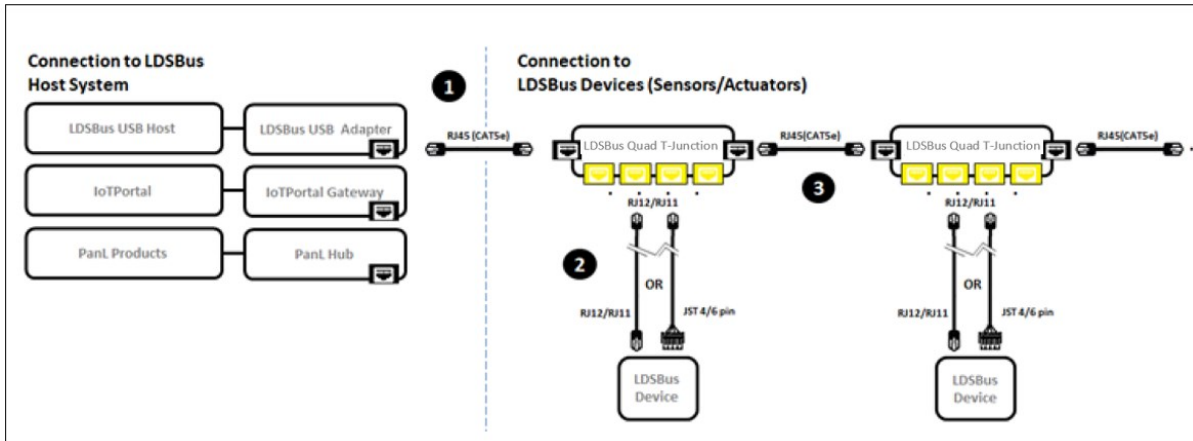 Connection to LDSBus
Host System
1
Connection to
LDSBus Devices (Sensors/Actuators)
LDSBus USB Host
LDSBus USB Adapter
RJ45 (CAT5e)
LDSBus Quad T-Junction
RJ45(CAT5e)
LDSBus Quad T-Junction
RJ45(CAT5e)
IoTPortal
IoTPortal Gateway
3
RJ12/RJ11
RJ12/RJ11
PanL Products
PanL Hub
2
OR
OR
RJ12/RJ11
JST 4/6 pin
RJ12/RJ11
JST 4/6 pin
LDSBus
Device
LDSBus
Device